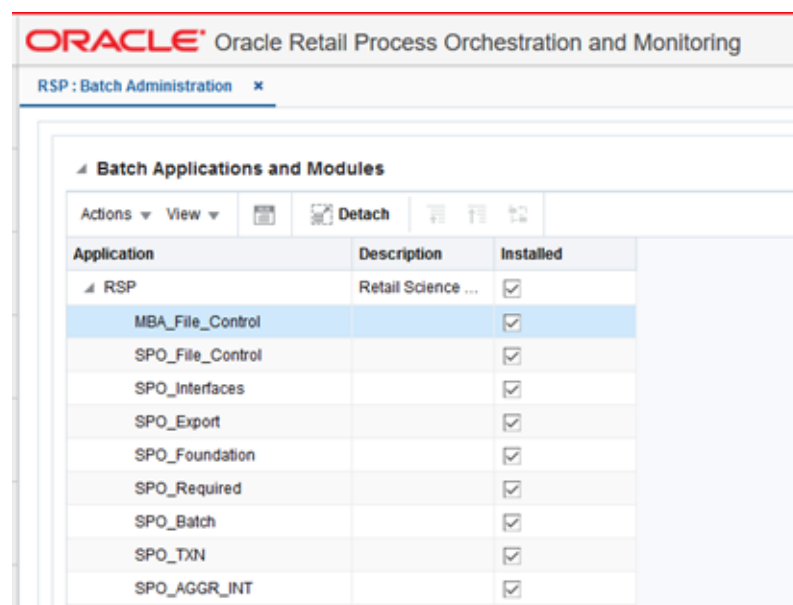 ORACLE® Oracle Retail Process Orchestration and Monitoring
RSP : Batch Administration ×
Batch Applications and Modules
Actions View Detach
Application Description Installed
RSP Retail Science ...
MBA_File_Control
SPO_File_Control
SPO_Interfaces
SPO_Export
SPO_Foundation
SPO_Required
SPO_Batch
SPO_TXN
SPO_AGGR_INT